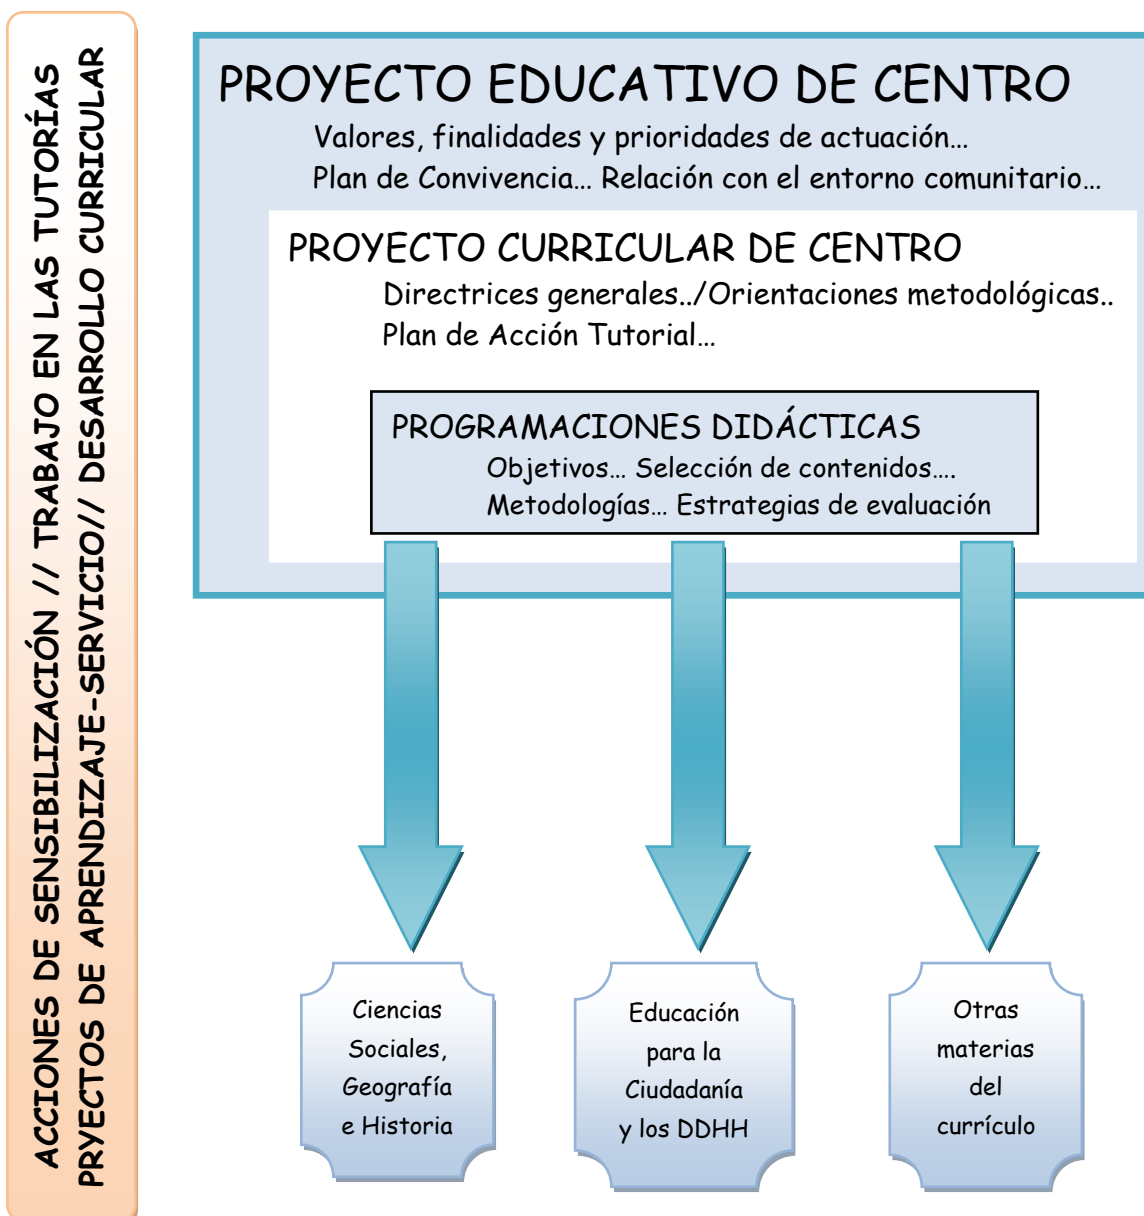 ACCIONES DE SENSIBILIZACIÓN // TRABAJO EN LAS TUTORÍAS
PRYECTOS DE APRENDIZAJE-SERVICIO// DESARROLLO CURRICULAR
PROYECTO EDUCATIVO DE CENTRO
Valores, finalidades y prioridades de actuación…
Plan de Convivencia… Relación con el entorno comunitario…
PROYECTO CURRICULAR DE CENTRO
Directrices generales../Orientaciones metodológicas..
Plan de Acción Tutorial…
PROGRAMACIONES DIDÁCTICAS
Objetivos… Selección de contenidos….
Metodologías… Estrategias de evaluación
Ciencias
Sociales,
Geografía
e Historia
Educación
para la
Ciudadanía
y los DDHH
Otras
materias
del
currículo